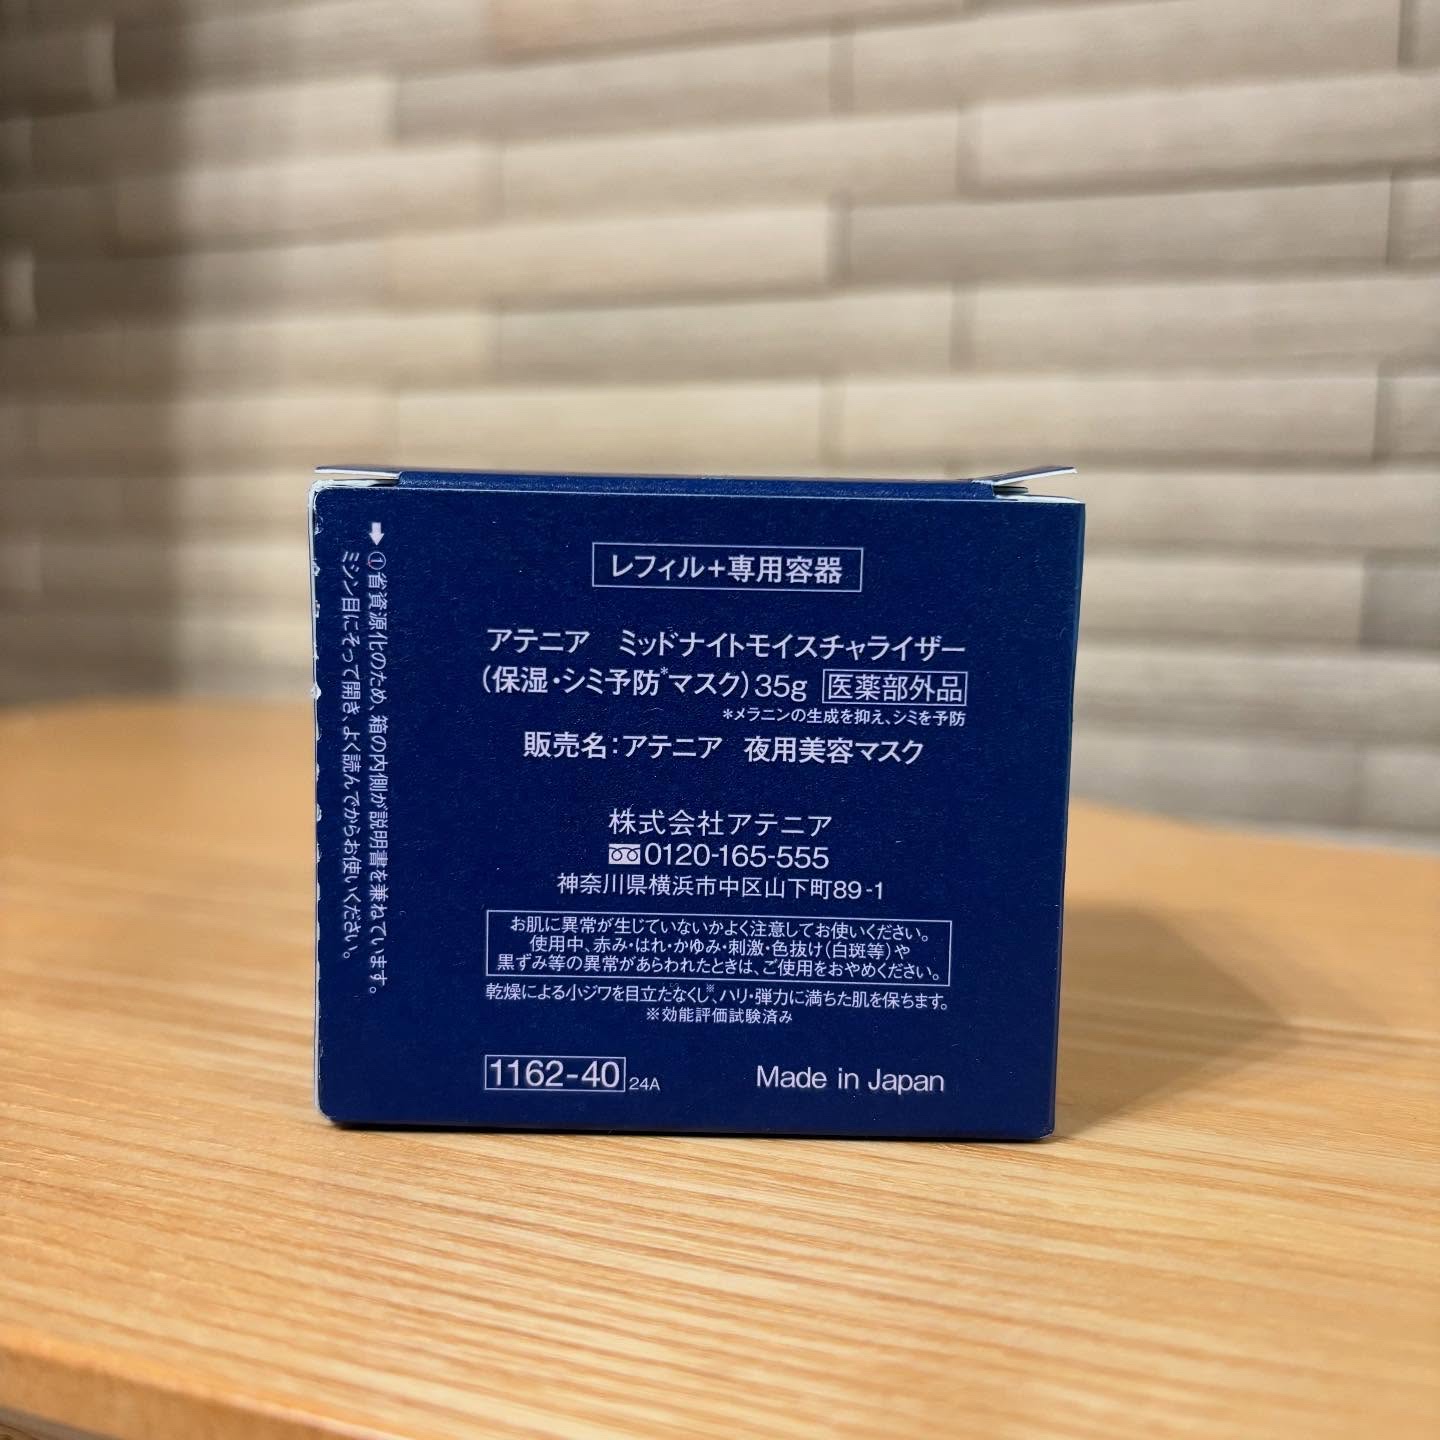 レフィル+専用容器
アテニア ミッドナイトモイスチャライザー
(保湿・シミ予防*マスク)35g 医薬部外品
*メラニンの生成を抑え、シミを予防
販売名:アテニア 夜用美容マスク
株式会社アテニア
0120-165-555
神奈川県横浜市中区山下町89-1
お肌に異常が生じていないかよく注意してお使いください。
使用中、赤み・はれ・かゆみ・刺激・色抜け(白斑等)や
黒ずみ等の異常があらわれたときは、ご使用をおやめください。
乾燥による小ジワを目立たなくし※、ハリ・弾力に満ちた肌を保ちます。
※効能評価試験済み
1162-40 24A
Made in Japan
➡①省資源化のため、箱の内側が説明書を兼ねています。
ミシン目にそって開き、よく読んでからお使いください。